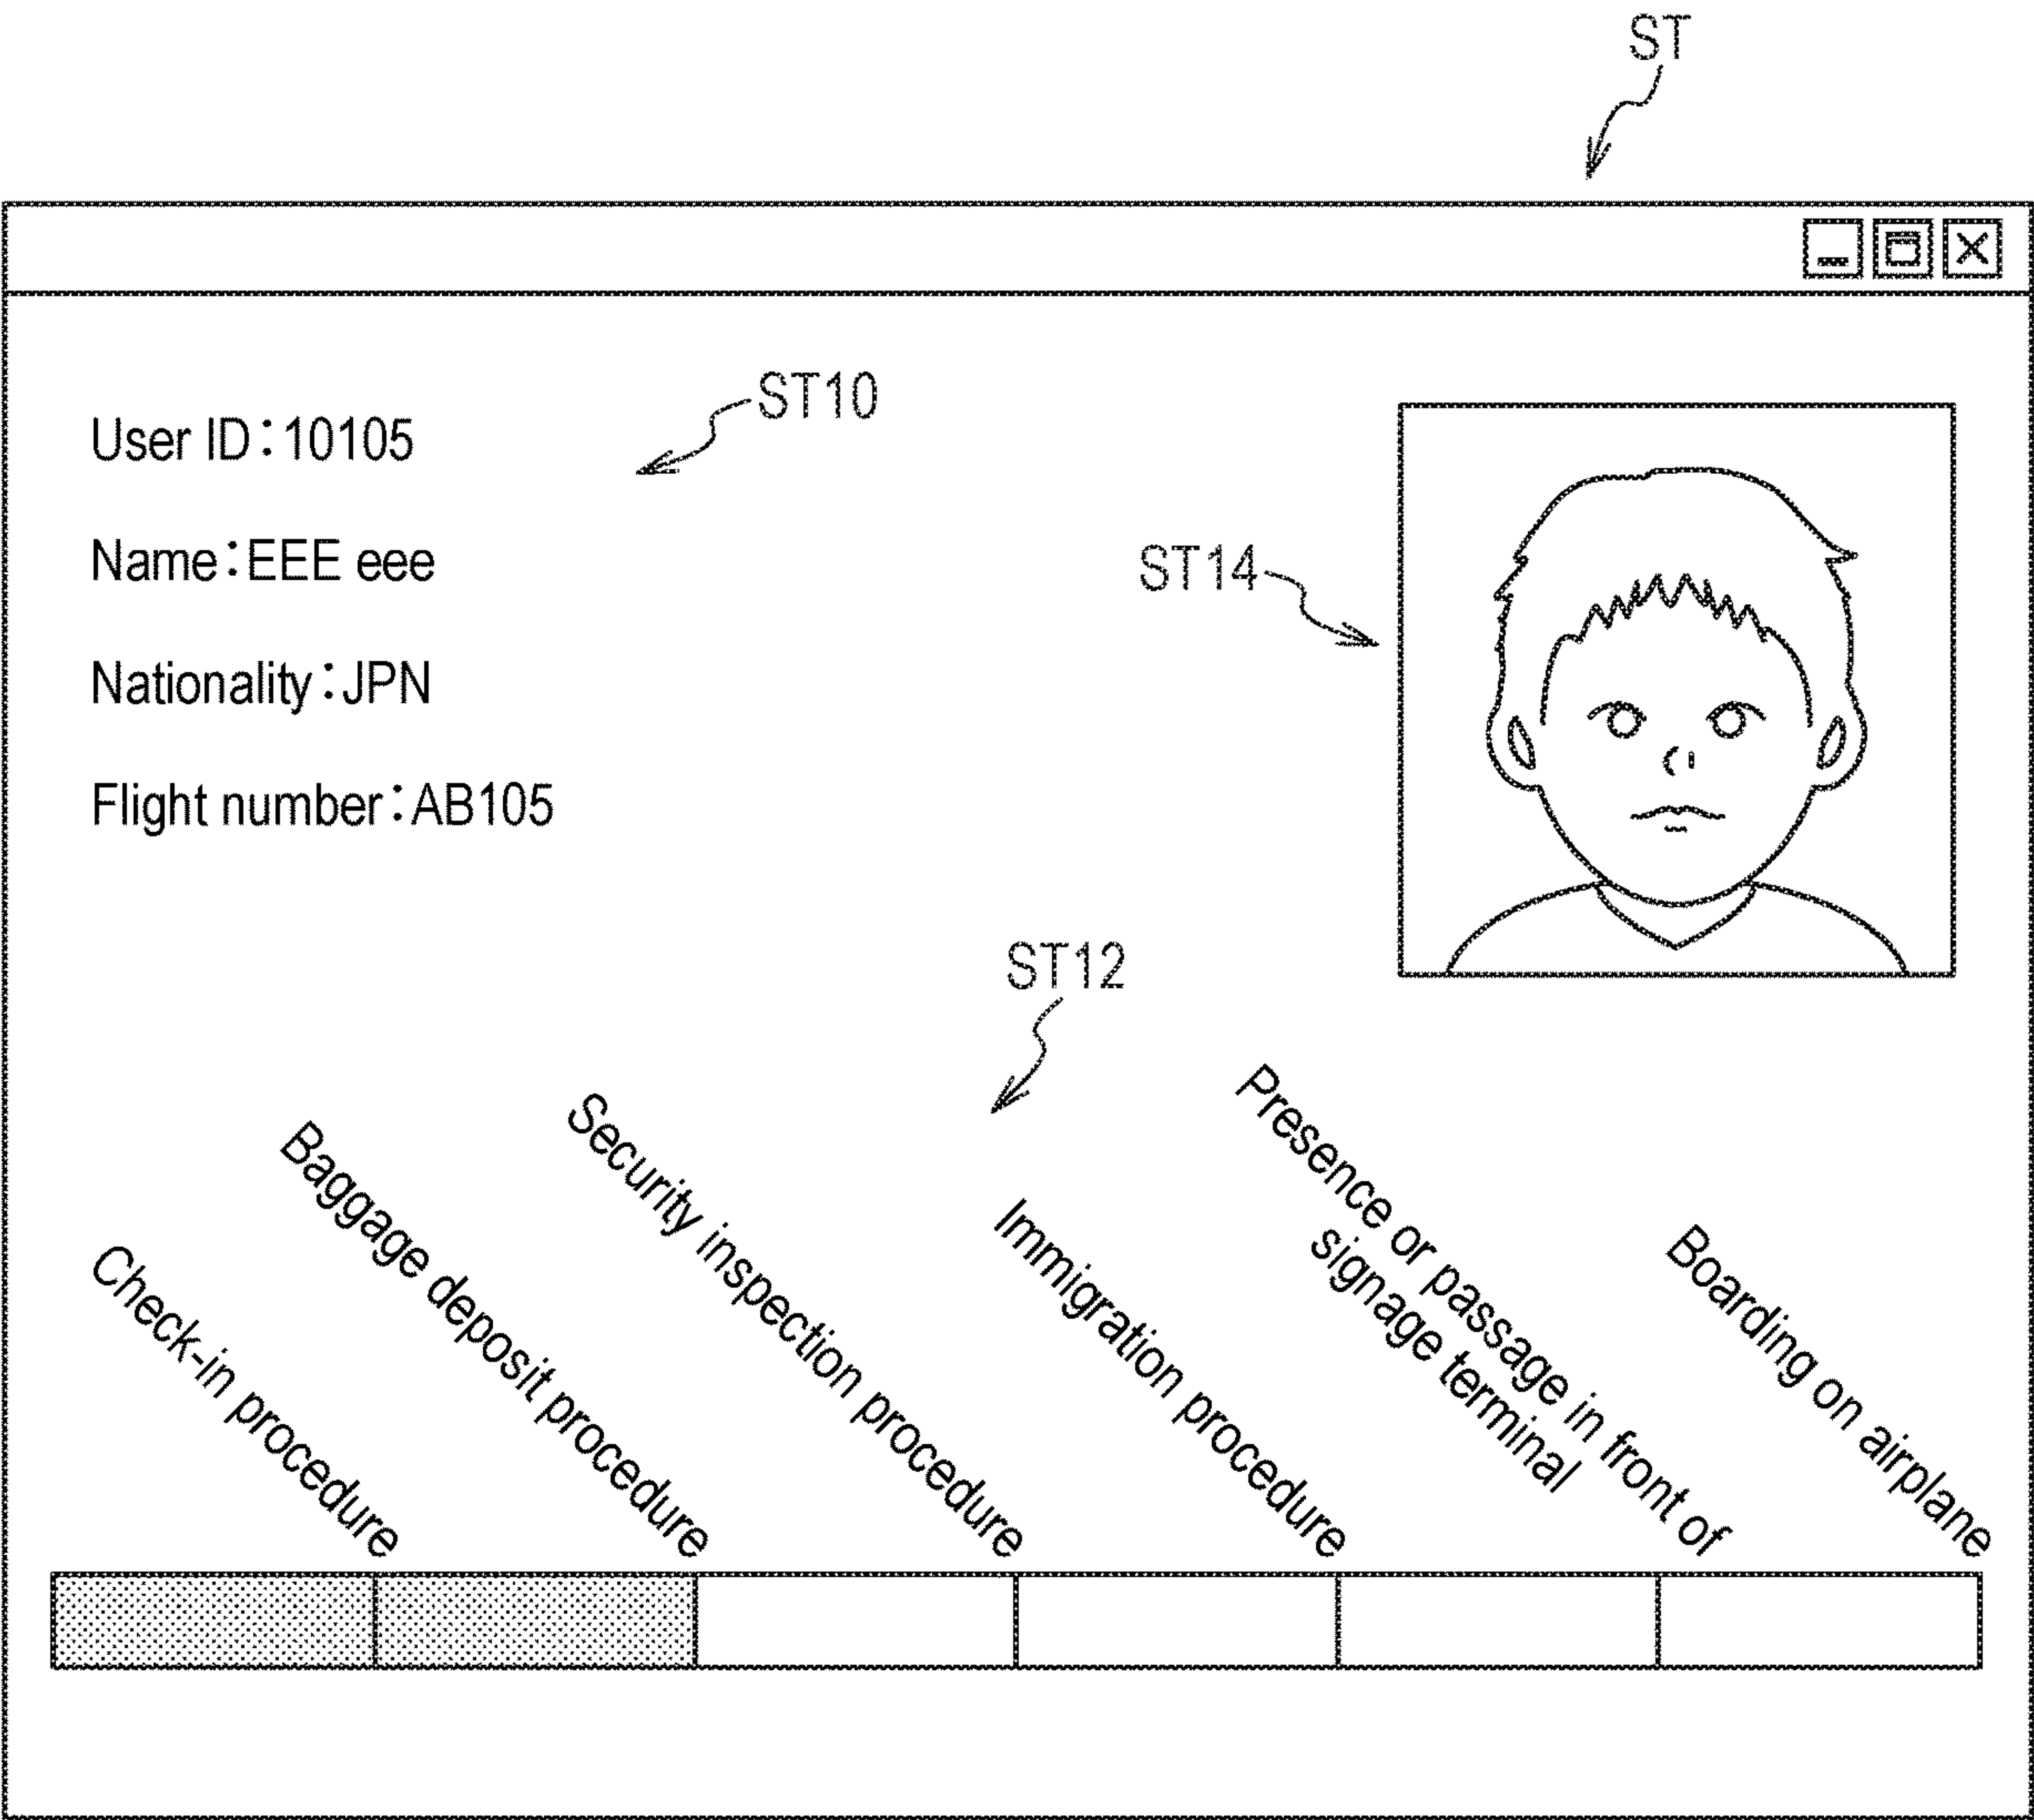 ST
User ID:10105
ST10
Name:EEE eee
ST14
Nationality:JPN
Flight number:AB105
ST12
Check-in procedure
Baggage deposit procedure
Security inspection procedure
Immigration procedure
Presence or passage in front of
signage terminal
Boarding on airplane